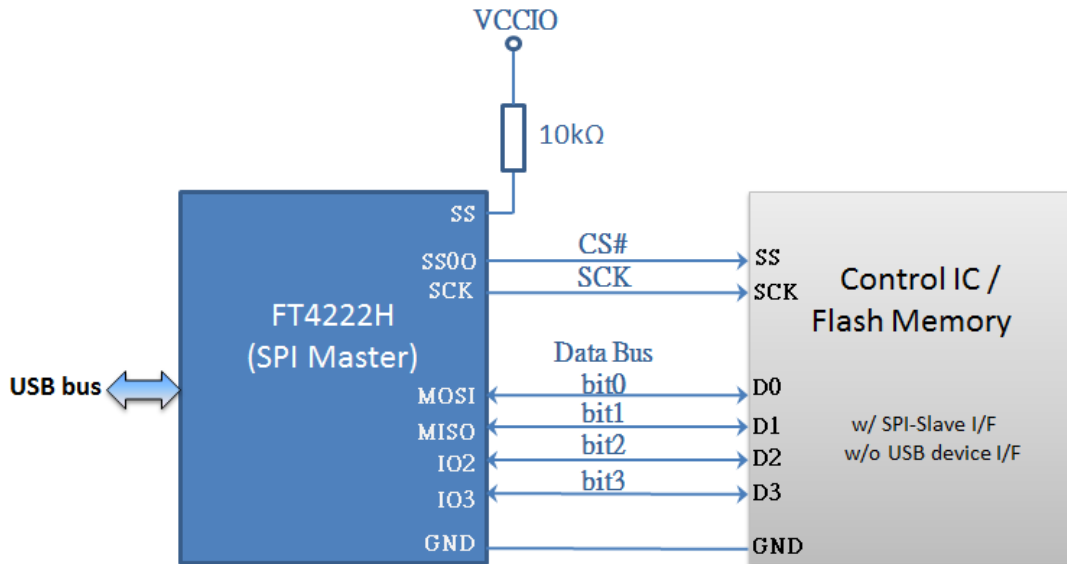 VCCIO
10kΩ
SS
SS0O
CS#
SS
SCK
SCK
SCK
FT4222H
(SPI Master)
Control IC /
Flash Memory
USB bus
Data Bus
MOSI
bit0
D0
MISO
bit1
D1
IO2
bit2
D2
IO3
bit3
D3
w/ SPI-Slave I/F
w/o USB device I/F
GND
GND